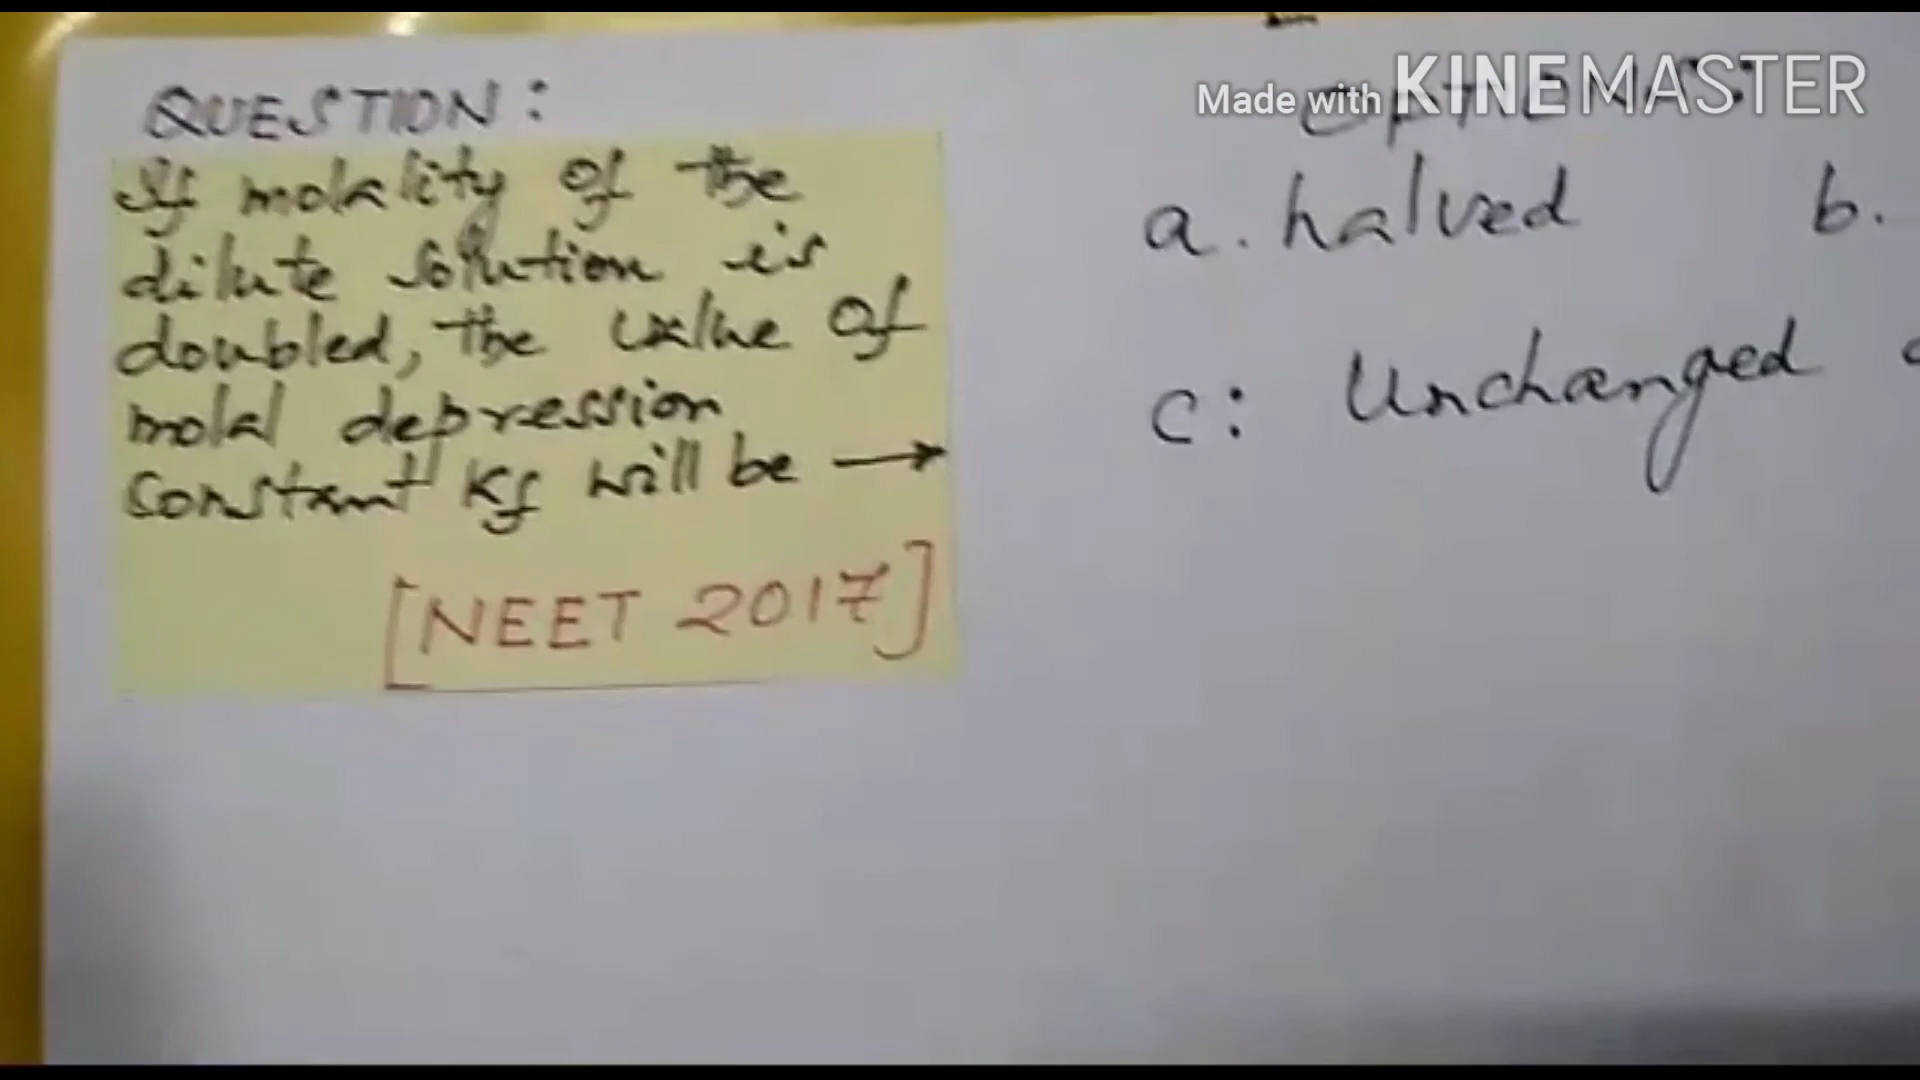 Made with KINEMASTER
QUESTION:
OPTIONS:
If molality of the
dilute solution is
doubled, the value of
molal depression
constant Kf will be →
[NEET 2017]
a. halved b.
c: Unchanged